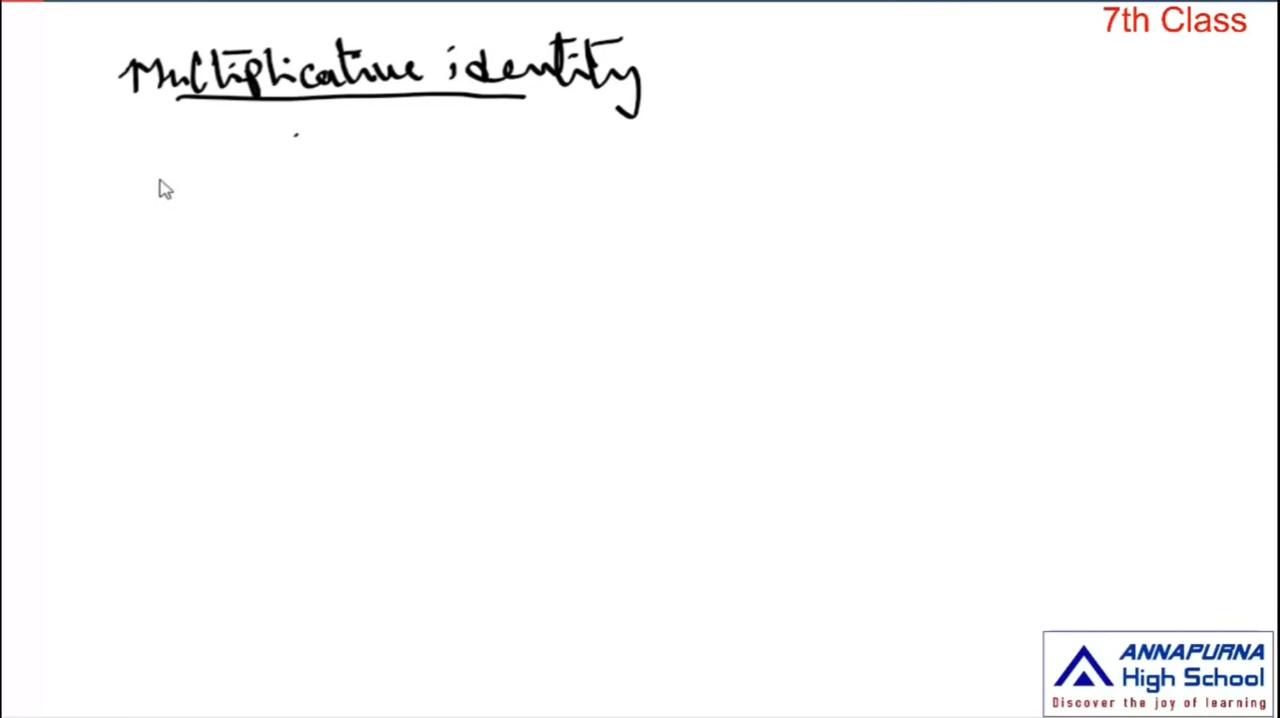 7th Class
Multiplicative identity
ANNAPURNA
High School
Discover the joy of learning